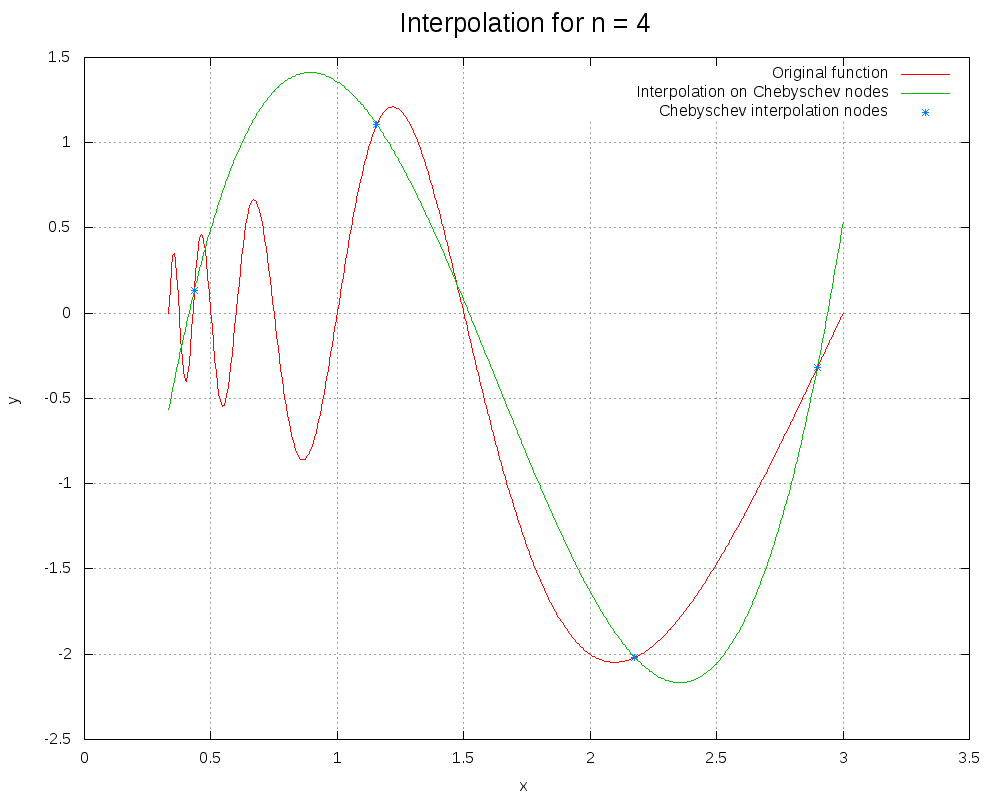 Interpolation for n = 4
Original function
Interpolation on Chebyschev nodes
Chebyschev interpolation nodes
1.5
1
0.5
0
-0.5
-1
-1.5
-2
-2.5
y
0 0.5 1 1.5 2 2.5 3 3.5
x